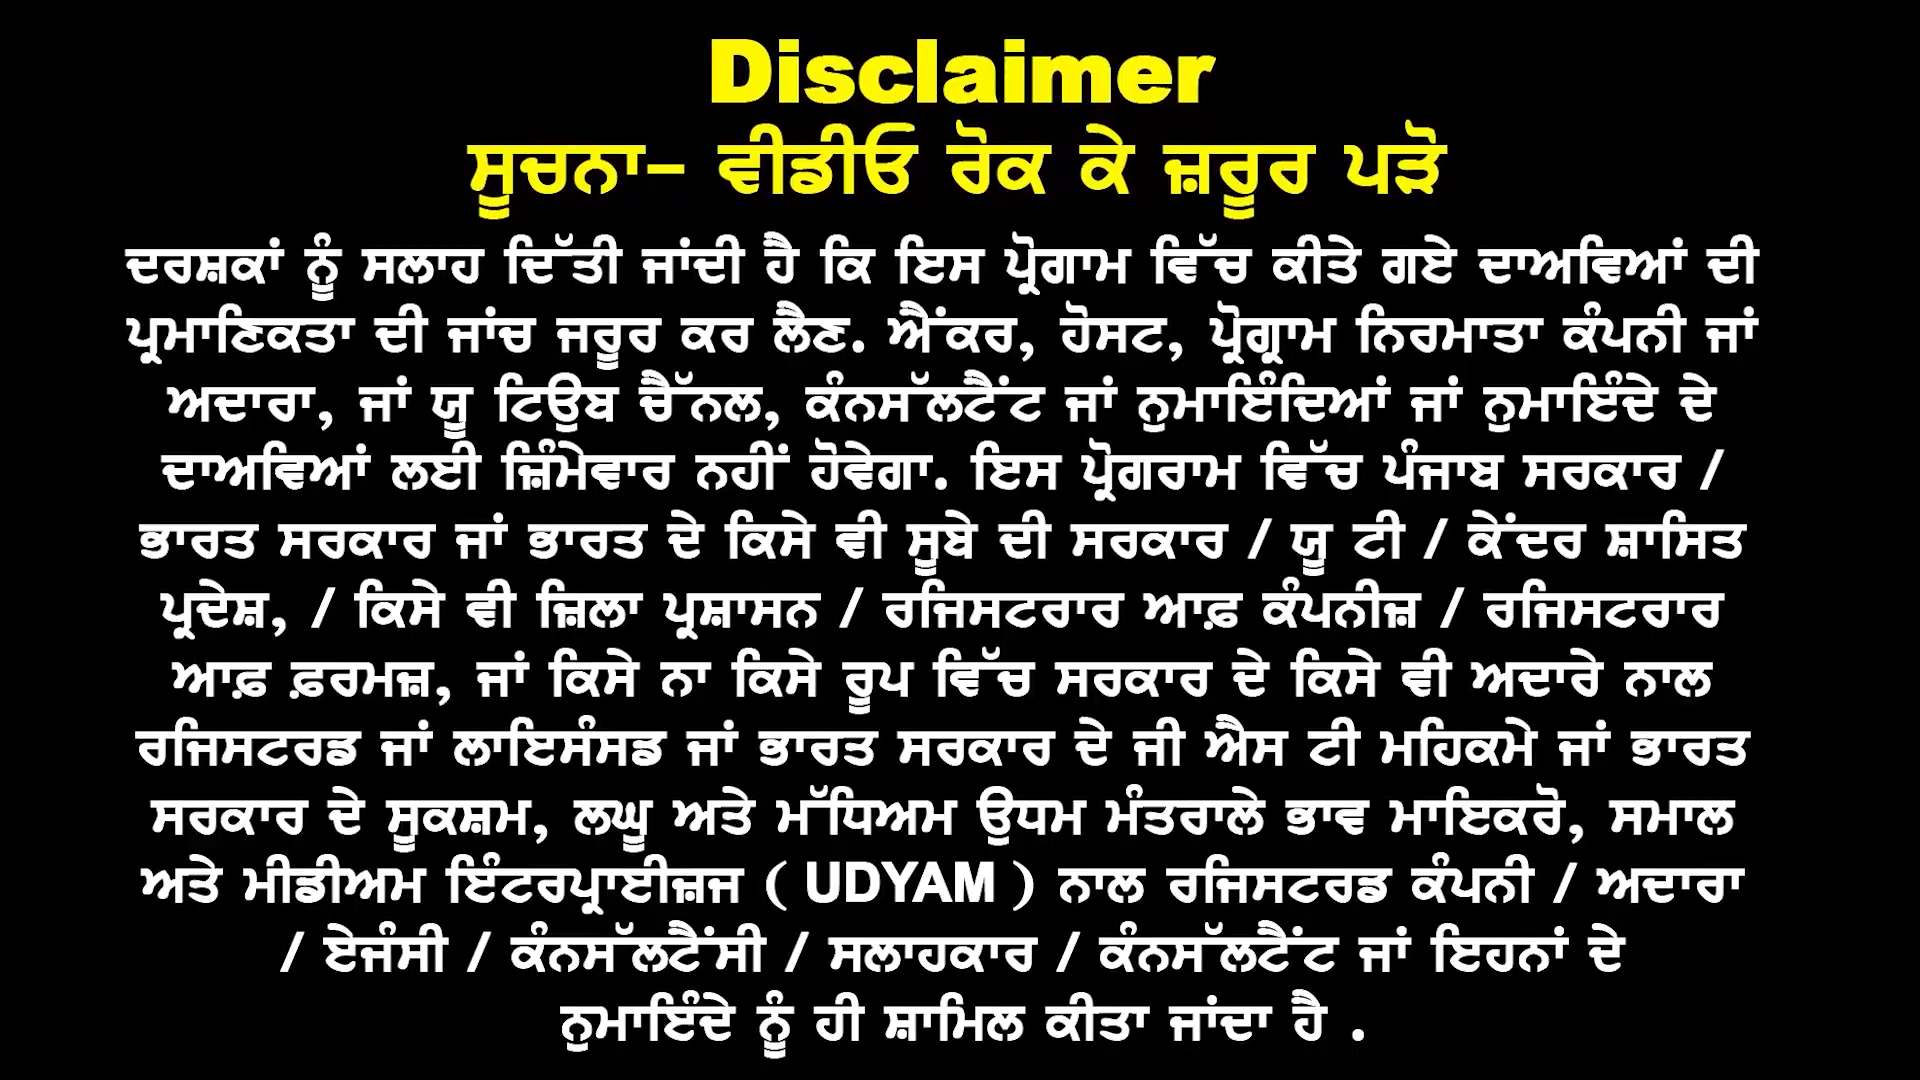 Disclaimer
ਸੂਚਨਾ- ਵੀਡੀਓ ਰੋਕ ਕੇ ਜ਼ਰੂਰ ਪੜੋ
ਦਰਸ਼ਕਾਂ ਨੂੰ ਸਲਾਹ ਦਿੱਤੀ ਜਾਂਦੀ ਹੈ ਕਿ ਇਸ ਪ੍ਰੋਗਾਮ ਵਿੱਚ ਕੀਤੇ ਗਏ ਦਾਅਵਿਆਂ ਦੀ
ਪ੍ਰਮਾਣਿਕਤਾ ਦੀ ਜਾਂਚ ਜਰੂਰ ਕਰ ਲੈਣ. ਐਂਕਰ, ਹੋਸਟ, ਪ੍ਰੋਗ੍ਰਾਮ ਨਿਰਮਾਤਾ ਕੰਪਨੀ ਜਾਂ
ਅਦਾਰਾ, ਜਾਂ ਯੂ ਟਿਊਬ ਚੈੱਨਲ, ਕੰਨਸੱਲਟੈਂਟ ਜਾਂ ਨੁਮਾਇੰਦਿਆਂ ਜਾਂ ਨੁਮਾਇੰਦੇ ਦੇ
ਦਾਅਵਿਆਂ ਲਈ ਜ਼ਿੰਮੇਵਾਰ ਨਹੀਂ ਹੋਵੇਗਾ. ਇਸ ਪ੍ਰੋਗਰਾਮ ਵਿੱਚ ਪੰਜਾਬ ਸਰਕਾਰ /
ਭਾਰਤ ਸਰਕਾਰ ਜਾਂ ਭਾਰਤ ਦੇ ਕਿਸੇ ਵੀ ਸੂਬੇ ਦੀ ਸਰਕਾਰ / ਯੂ ਟੀ / ਕੇਂਦਰ ਸ਼ਾਸਿਤ
ਪ੍ਰਦੇਸ਼, / ਕਿਸੇ ਵੀ ਜ਼ਿਲਾ ਪ੍ਰਸ਼ਾਸਨ / ਰਜਿਸਟਰਾਰ ਆਫ਼ ਕੰਪਨੀਜ਼ / ਰਜਿਸਟਰਾਰ
ਆਫ਼ ਫ਼ਰਮਜ਼, ਜਾਂ ਕਿਸੇ ਨਾ ਕਿਸੇ ਰੂਪ ਵਿੱਚ ਸਰਕਾਰ ਦੇ ਕਿਸੇ ਵੀ ਅਦਾਰੇ ਨਾਲ
ਰਜਿਸਟਰਡ ਜਾਂ ਲਾਇਸੰਸਡ ਜਾਂ ਭਾਰਤ ਸਰਕਾਰ ਦੇ ਜੀ ਐਸ ਟੀ ਮਹਿਕਮੇ ਜਾਂ ਭਾਰਤ
ਸਰਕਾਰ ਦੇ ਸੂਕਸ਼ਮ, ਲਘੂ ਅਤੇ ਮੱਧਿਅਮ ਉਧਮ ਮੰਤਰਾਲੇ ਭਾਵ ਮਾਇਕਰੋ, ਸਮਾਲ
ਅਤੇ ਮੀਡੀਅਮ ਇੰਟਰਪ੍ਰਾਈਜ਼ਜ ( UDYAM ) ਨਾਲ ਰਜਿਸਟਰਡ ਕੰਪਨੀ / ਅਦਾਰਾ
/ ਏਜੰਸੀ / ਕੰਨਸੱਲਟੈਂਸੀ / ਸਲਾਹਕਾਰ / ਕੰਨਸੱਲਟੈਂਟ ਜਾਂ ਇਹਨਾਂ ਦੇ
ਨੁਮਾਇੰਦੇ ਨੂੰ ਹੀ ਸ਼ਾਮਿਲ ਕੀਤਾ ਜਾਂਦਾ ਹੈ .